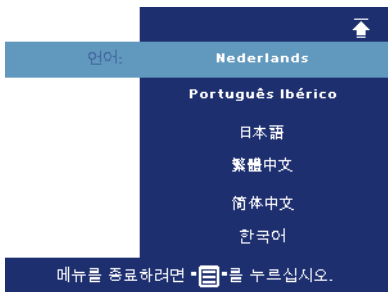 언어: Nederlands
Português Ibérico
日本語
繁體中文
简体中文
한국어
메뉴를 종료하려면 "☰"를 누르십시오.